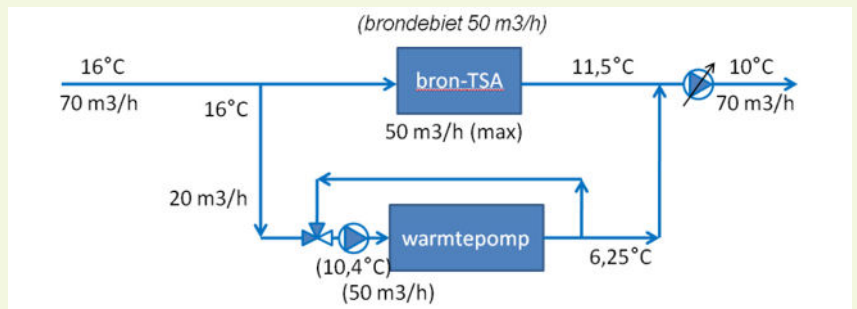 (brondebiet 50 m3/h)
16°C
bron-TSA
11,5°C
10°C
70 m3/h
16°C
50 m3/h (max)
70 m3/h
20 m3/h
warmtepomp
(10,4°C)
6,25°C
(50 m3/h)